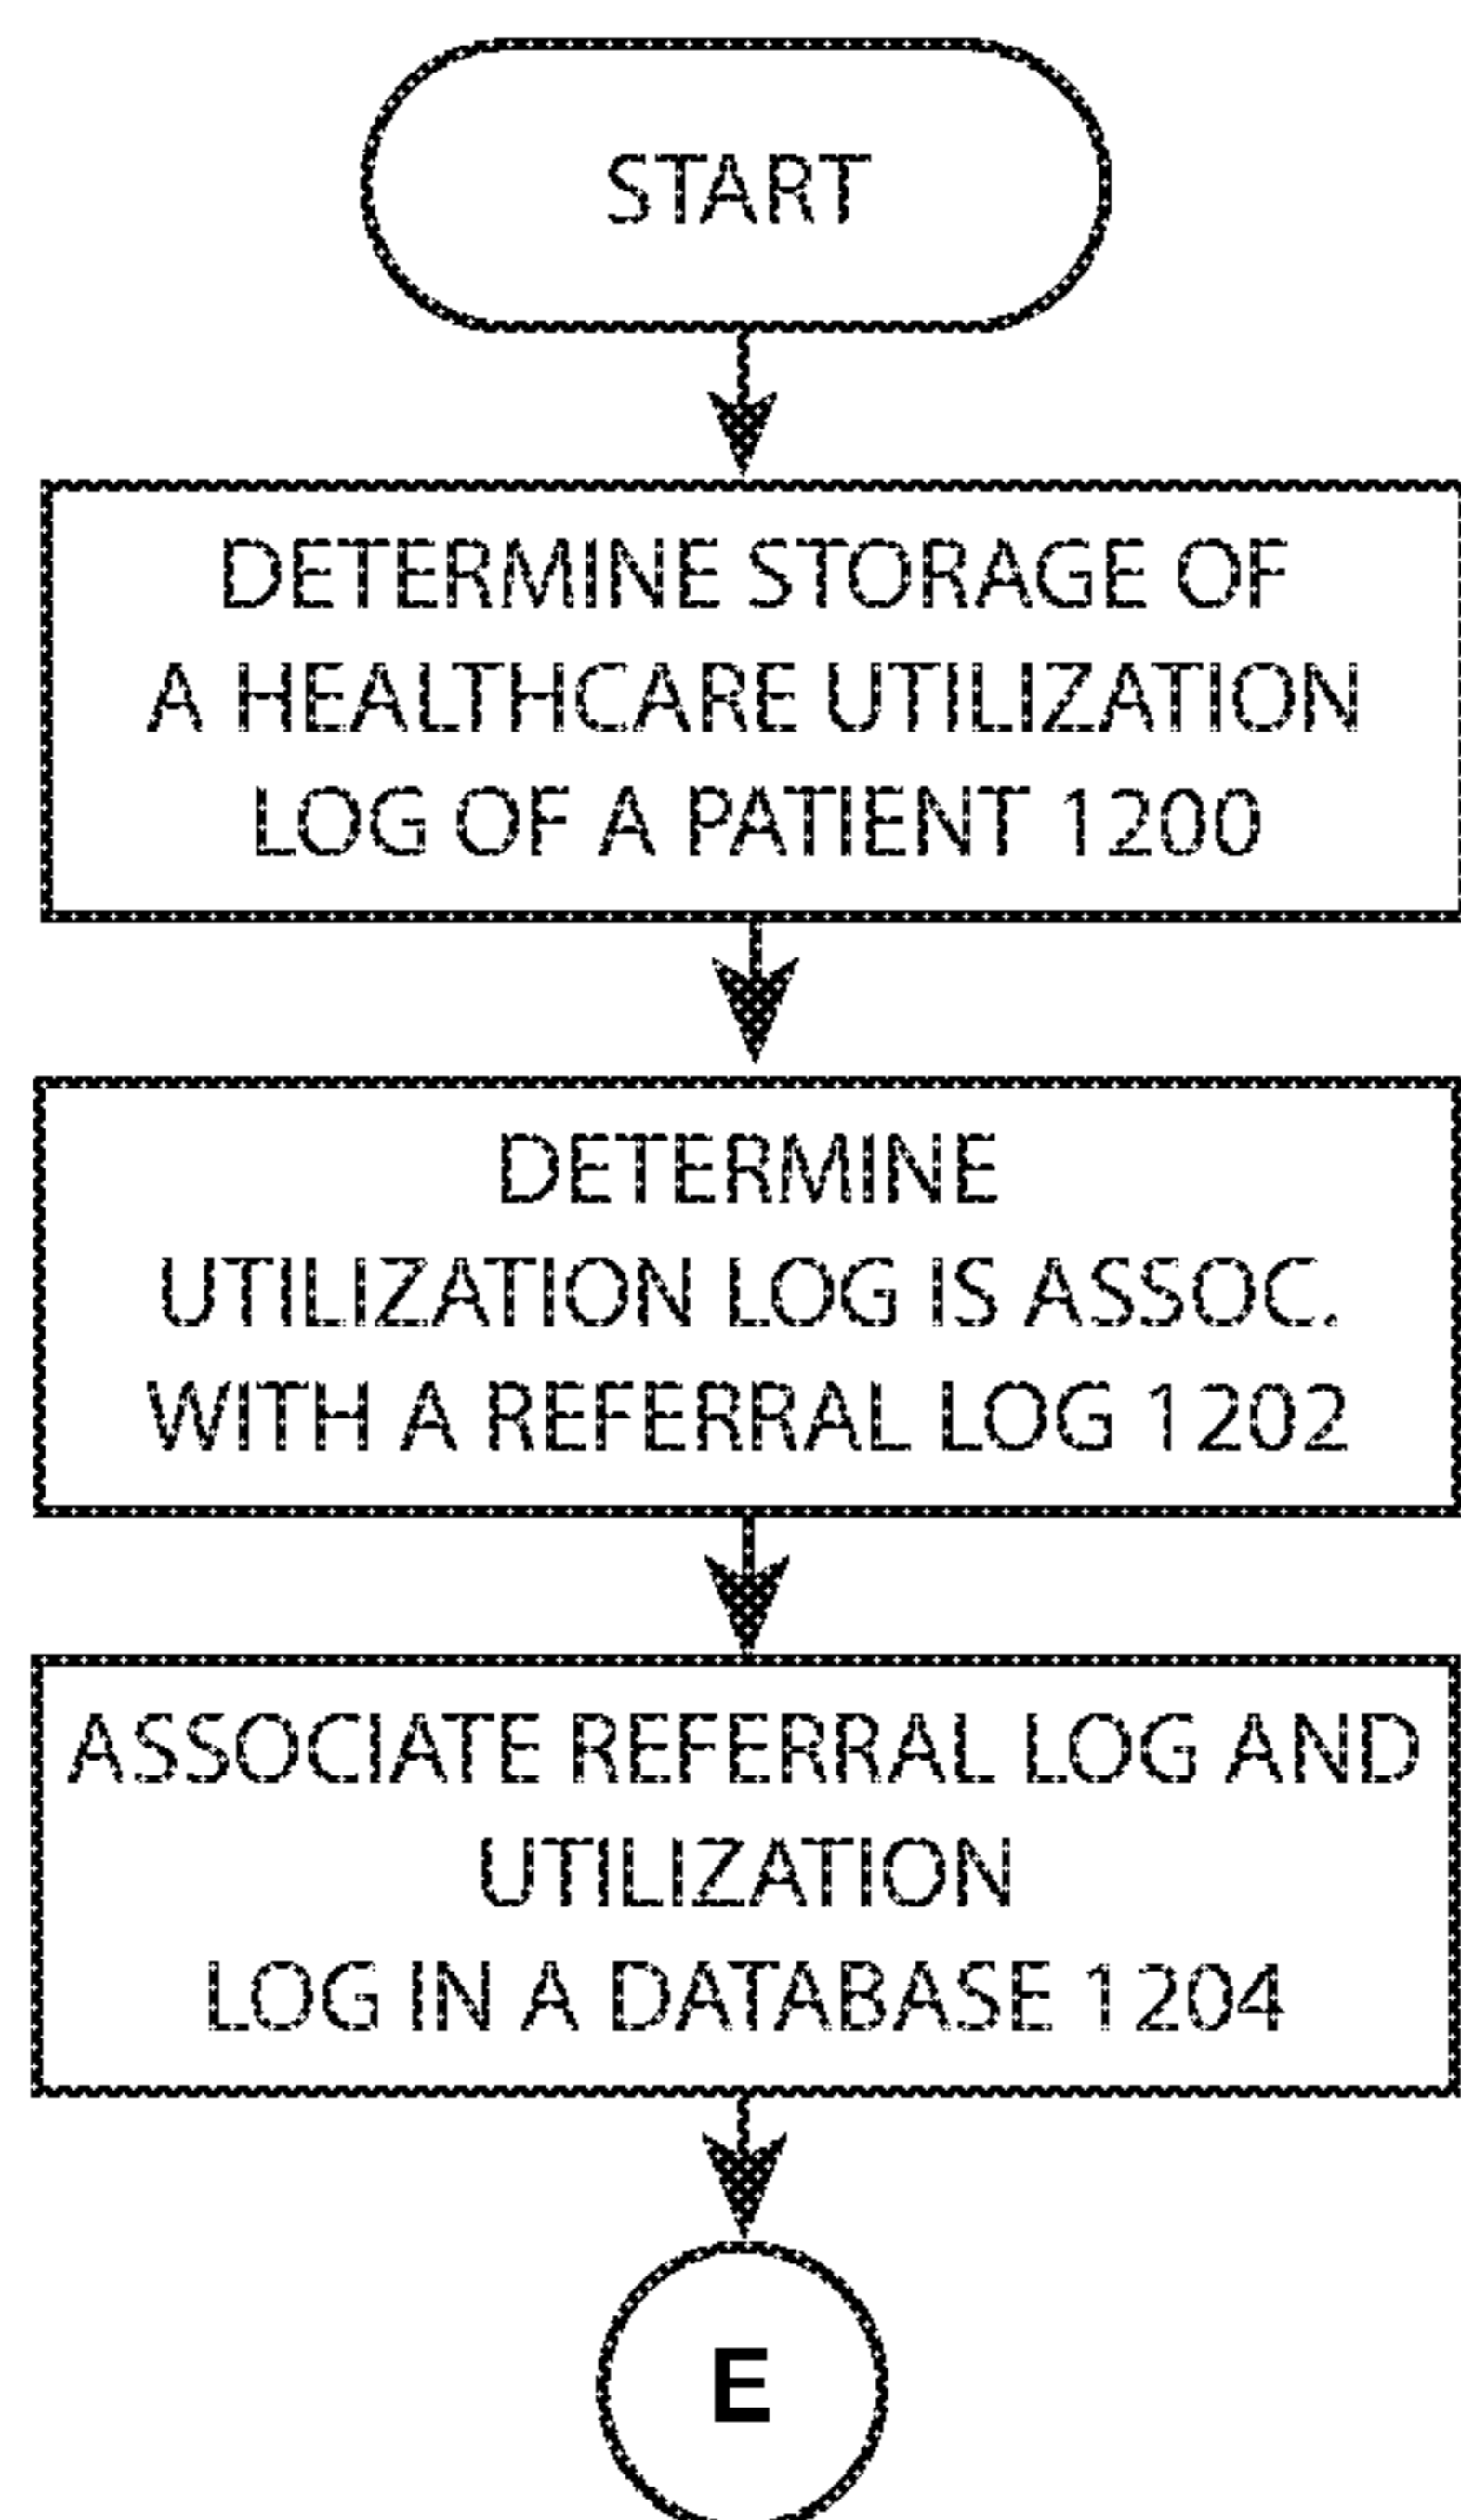 START
DETERMINE STORAGE OF
A HEALTHCARE UTILIZATION
LOG OF A PATIENT 1200
DETERMINE
UTILIZATION LOG IS ASSOC.
WITH A REFERRAL LOG 1202
ASSOCIATE REFERRAL LOG AND
UTILIZATION
LOG IN A DATABASE 1204
E